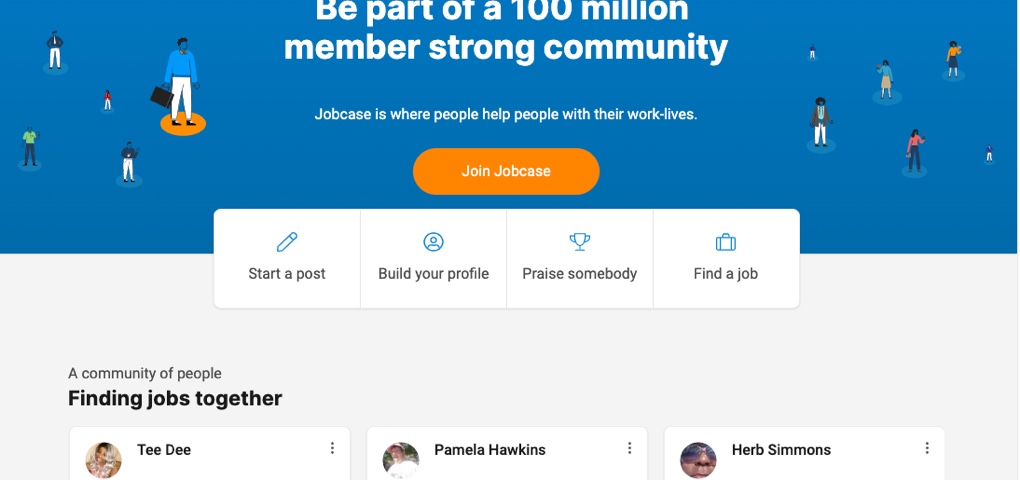 Be part of a 100 million
member strong community
Jobcase is where people help people with their work-lives.
Join Jobcase
Start a post
Build your profile
Praise somebody
Find a job
A community of people
Finding jobs together
Tee Dee
Pamela Hawkins
Herb Simmons